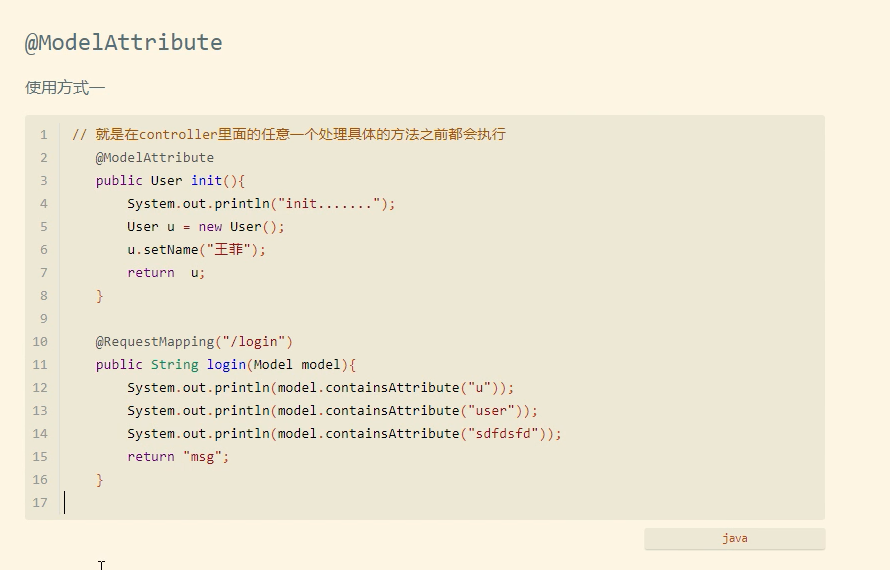 @ModelAttribute
使用方式一
1 // 就是在controller里面的任意一个处理具体的方法之前都会执行
2 @ModelAttribute
3 public User init(){
4 System.out.println("init.......");
5 User u = new User();
6 u.setName("王菲");
7 return  u;
8 }
9
10 @RequestMapping("/login")
11 public String login(Model model){
12 System.out.println(model.containsAttribute("u"));
13 System.out.println(model.containsAttribute("user"));
14 System.out.println(model.containsAttribute("sdfdsfd"));
15 return "msg";
16 }
17
java